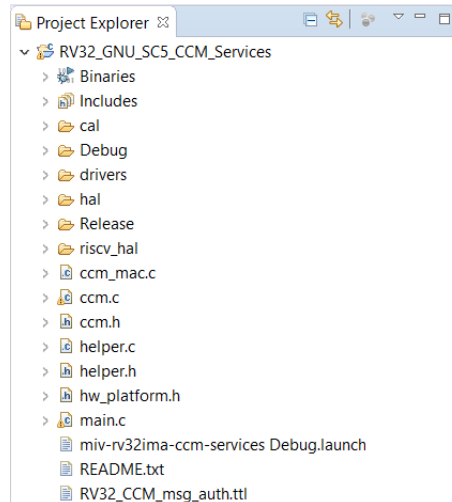 Project Explorer
RV32_GNU_SC5_CCM_Services
Binaries
Includes
cal
Debug
drivers
hal
Release
riscv_hal
ccm_mac.c
ccm.c
ccm.h
helper.c
helper.h
hw_platform.h
main.c
miv-rv32ima-ccm-services Debug.launch
README.txt
RV32_CCM_msg_auth.ttl